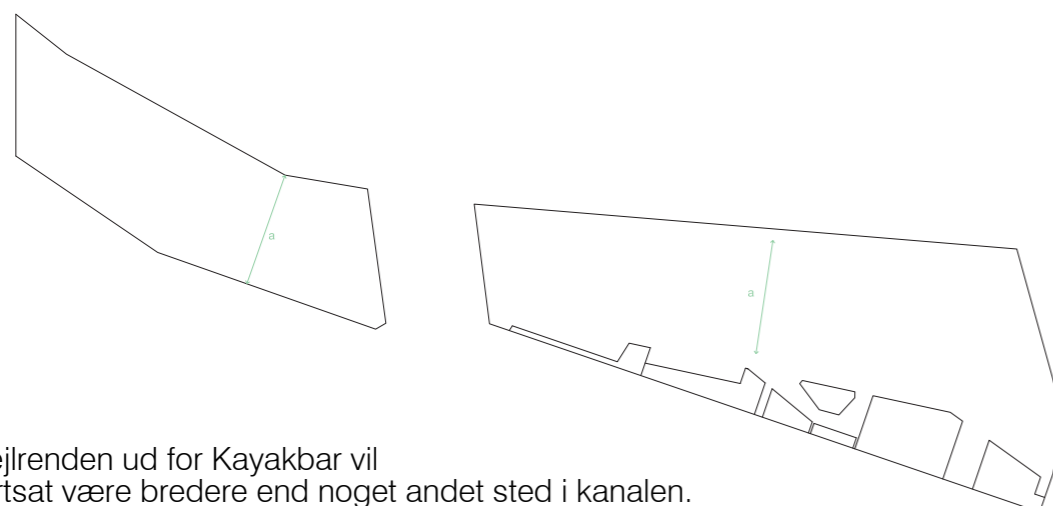 a
a
ejlrenden ud for Kayakbar vil
rtsat være bredere end noget andet sted i kanalen.